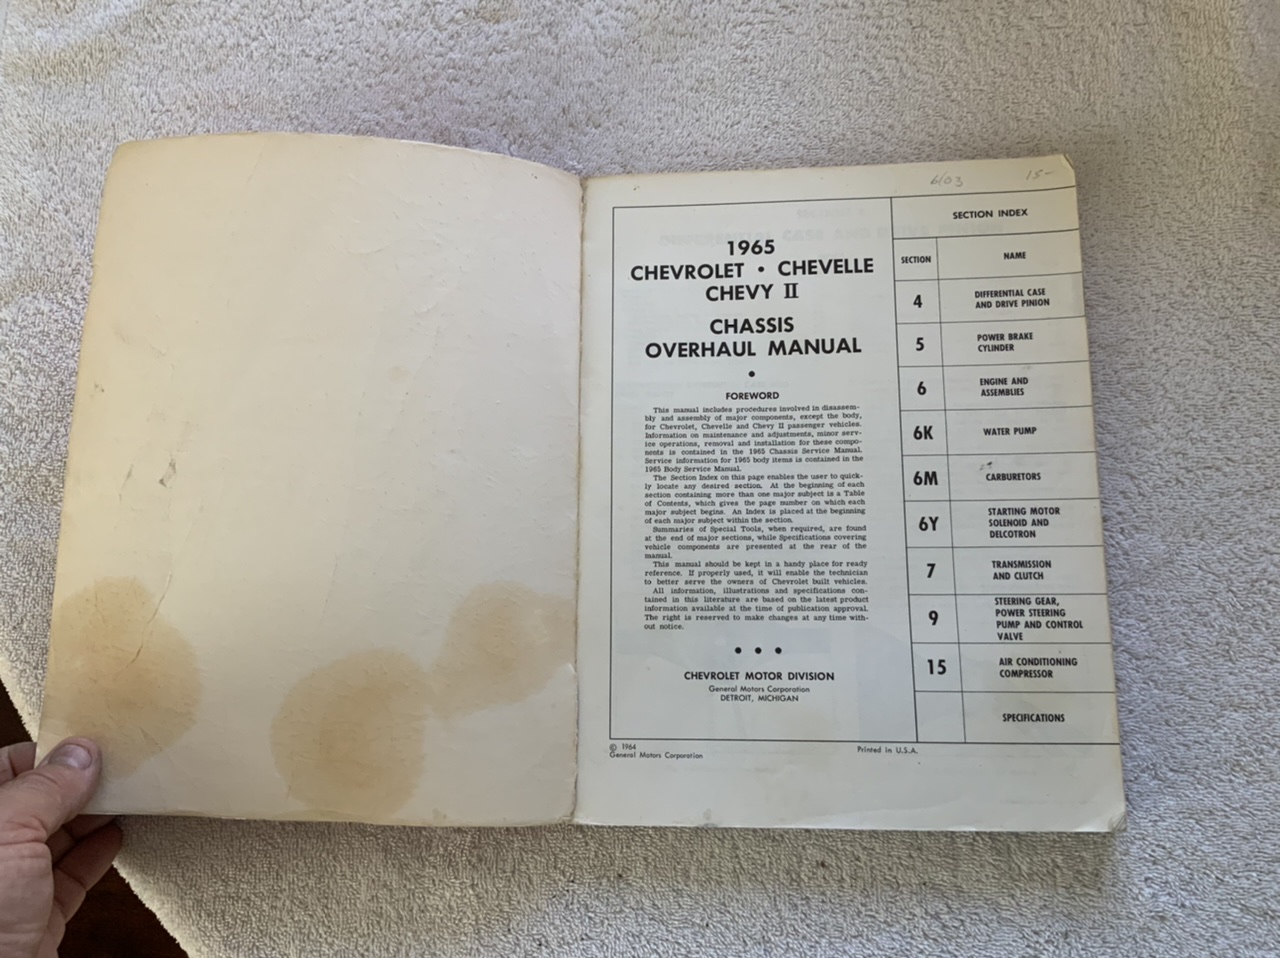 6/03
15-
1965
CHEVROLET • CHEVELLE
CHEVY II
CHASSIS
OVERHAUL MANUAL
•
FOREWORD
This manual includes procedures involved in disassem-
bly and assembly of major components, except the body,
for Chevrolet, Chevelle and Chevy II passenger vehicles.
Information on maintenance and adjustments, minor serv-
ice operations, removal and installation for these compo-
nents is contained in the 1965 Chassis Service Manual.
Service information for 1965 body items is contained in the
1965 Body Service Manual.
The Section Index on this page enables the user to quick-
ly locate any desired section. At the beginning of each
section containing more than one major subject is a Table
of Contents, which gives the page number on which each
major subject begins. An Index is placed at the beginning
of each major subject within the section.
Summaries of Special Tools, when required, are found
at the end of major sections, while Specifications covering
vehicle components are presented at the rear of the
manual.
This manual should be kept in a handy place for ready
reference. If properly used, it will enable the technician
to better serve the owners of Chevrolet built vehicles.
All information, illustrations and specifications con-
tained in this literature are based on the latest product
information available at the time of publication approval.
The right is reserved to make changes at any time with-
out notice.
• • •
CHEVROLET MOTOR DIVISION
General Motors Corporation
DETROIT, MICHIGAN
© 1964
General Motors Corporation
Printed in U.S.A.
SECTION INDEX
SECTION NAME
4 DIFFERENTIAL CASE
AND DRIVE PINION
5 POWER BRAKE
CYLINDER
6 ENGINE AND
ASSEMBLIES
6K WATER PUMP
6M CARBURETORS
6Y STARTING MOTOR
SOLENOID AND
DELCOTRON
7 TRANSMISSION
AND CLUTCH
9 STEERING GEAR,
POWER STEERING
PUMP AND CONTROL
VALVE
15 AIR CONDITIONING
COMPRESSOR
SPECIFICATIONS